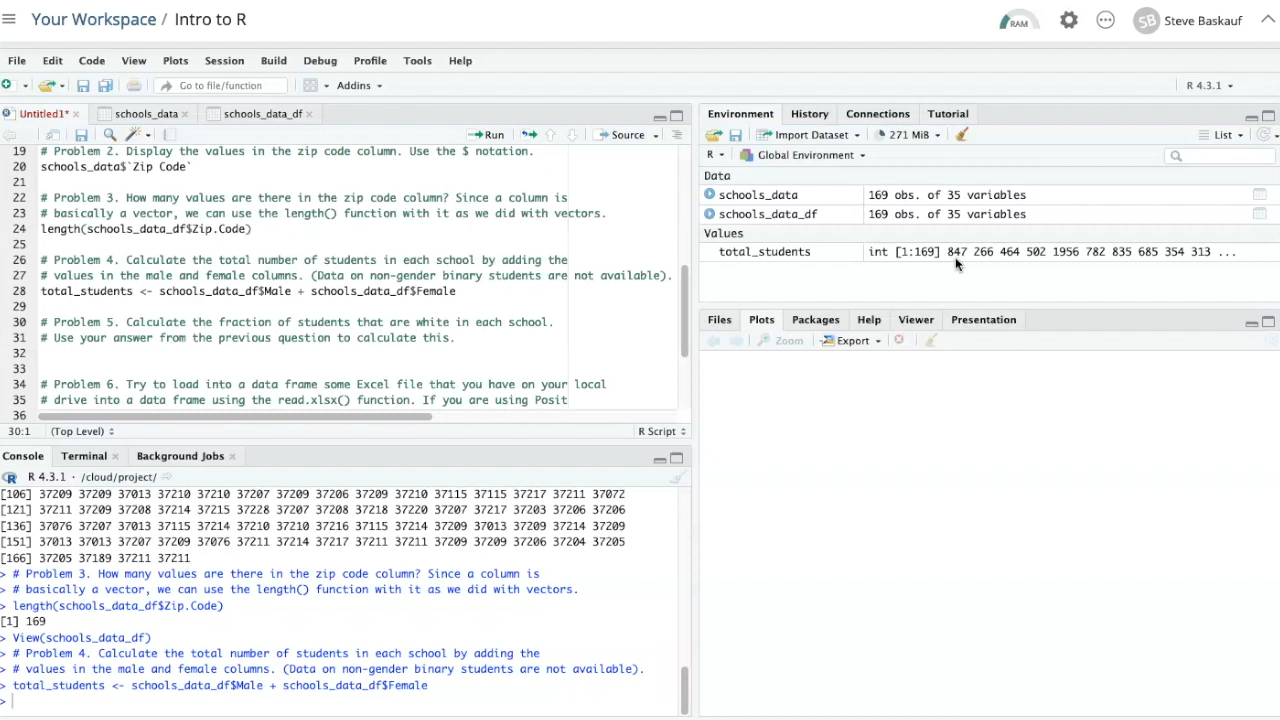 Your Workspace / Intro to R
RAM
SB Steve Baskauf
File Edit Code View Plots Session Build Debug Profile Tools Help
Go to file/function Addins R 4.3.1
Untitled1* schools_data schools_data_df
Run Source
19 # Problem 2. Display the values in the zip code column. Use the $ notation.
20 schools_data$`Zip Code`
21
22 # Problem 3. How many values are there in the zip code column? Since a column is
23 # basically a vector, we can use the length() function with it as we did with vectors.
24 length(schools_data_df$Zip.Code)
25
26 # Problem 4. Calculate the total number of students in each school by adding the
27 # values in the male and female columns. (Data on non-gender binary students are not available).
28 total_students <- schools_data_df$Male + schools_data_df$Female
29
30 # Problem 5. Calculate the fraction of students that are white in each school.
31 # Use your answer from the previous question to calculate this.
32
33
34 # Problem 6. Try to load into a data frame some Excel file that you have on your local
35 # drive into a data frame using the read.xlsx() function. If you are using Posit
36
30:1 (Top Level) R Script
Console Terminal Background Jobs
R 4.3.1 · /cloud/project/
[106] 37209 37209 37013 37210 37210 37207 37209 37206 37209 37210 37115 37115 37217 37211 37072
[121] 37211 37209 37208 37214 37215 37228 37207 37208 37218 37220 37207 37217 37203 37206 37206
[136] 37076 37207 37013 37115 37214 37210 37210 37216 37115 37214 37209 37013 37209 37214 37209
[151] 37013 37013 37207 37209 37076 37211 37214 37217 37211 37211 37209 37209 37206 37204 37205
[166] 37205 37189 37211 37211
> # Problem 3. How many values are there in the zip code column? Since a column is
> # basically a vector, we can use the length() function with it as we did with vectors.
> length(schools_data_df$Zip.Code)
[1] 169
> View(schools_data_df)
> # Problem 4. Calculate the total number of students in each school by adding the
> # values in the male and female columns. (Data on non-gender binary students are not available).
> total_students <- schools_data_df$Male + schools_data_df$Female
>
Environment History Connections Tutorial
Import Dataset 271 MiB List
R Global Environment
Data
schools_data 169 obs. of 35 variables
schools_data_df 169 obs. of 35 variables
Values
total_students int [1:169] 847 266 464 502 1956 782 835 685 354 313 ...
Files Plots Packages Help Viewer Presentation
Zoom Export